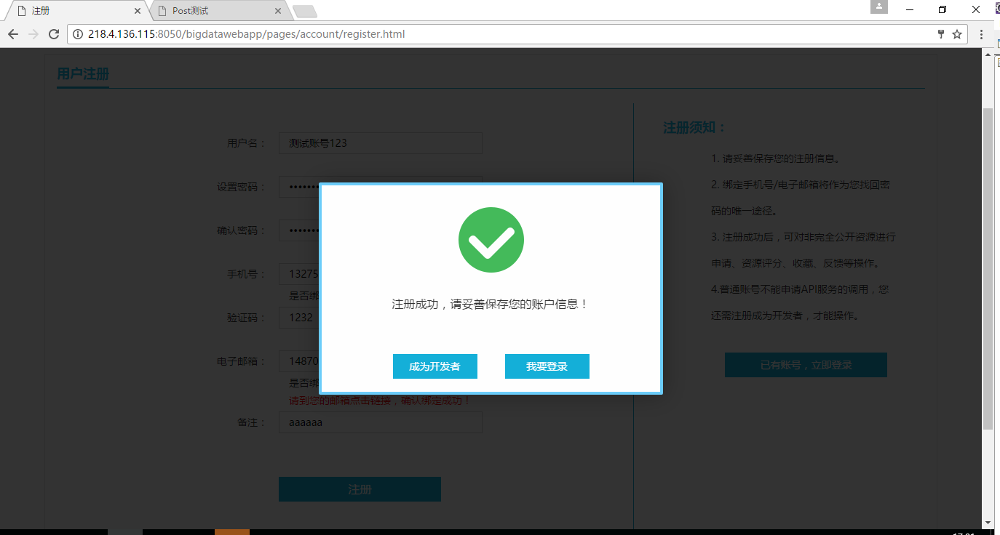 注册
Post测试
218.4.136.115:8050/bigdatawebapp/pages/account/register.html
用户注册
用户名：
测试账号123
设置密码：
确认密码：
手机号：
13275
是否绑
验证码：
1232
电子邮箱：
14870
是否绑
请到您的邮箱点击链接，确认绑定成功！
备注：
aaaaaa
注册
注册成功，请妥善保存您的账户信息！
成为开发者
我要登录
注册须知：
1. 请妥善保存您的注册信息。
2. 绑定手机号/电子邮箱将作为您找回密
码的唯一途径。
3. 注册成功后，可对非完全公开资源进行
申请、资源评分、收藏、反馈等操作。
4.普通账号不能申请API服务的调用，您
还需注册成为开发者，才能操作。
已有账号，立即登录